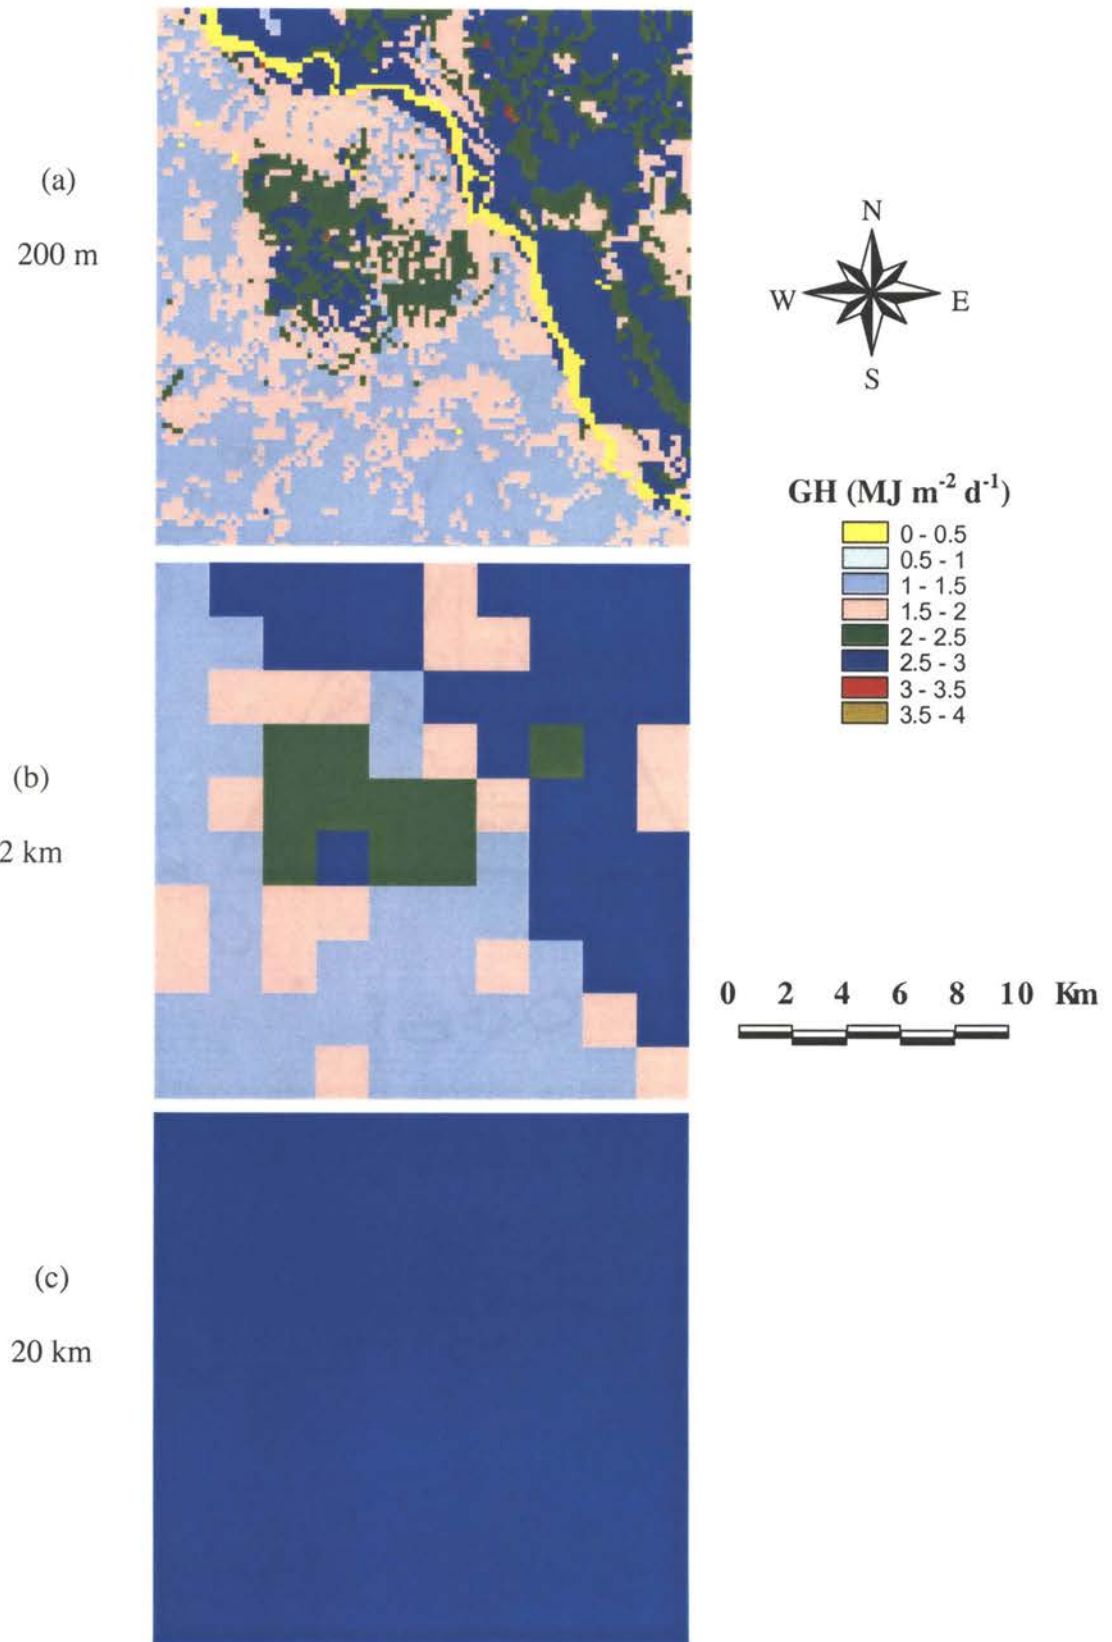 (a)
200 m
N
W E
S
GH (MJ m⁻² d⁻¹)
0 - 0.5
0.5 - 1
1 - 1.5
1.5 - 2
2 - 2.5
2.5 - 3
3 - 3.5
3.5 - 4
(b)
2 km
0 2 4 6 8 10 Km
(c)
20 km